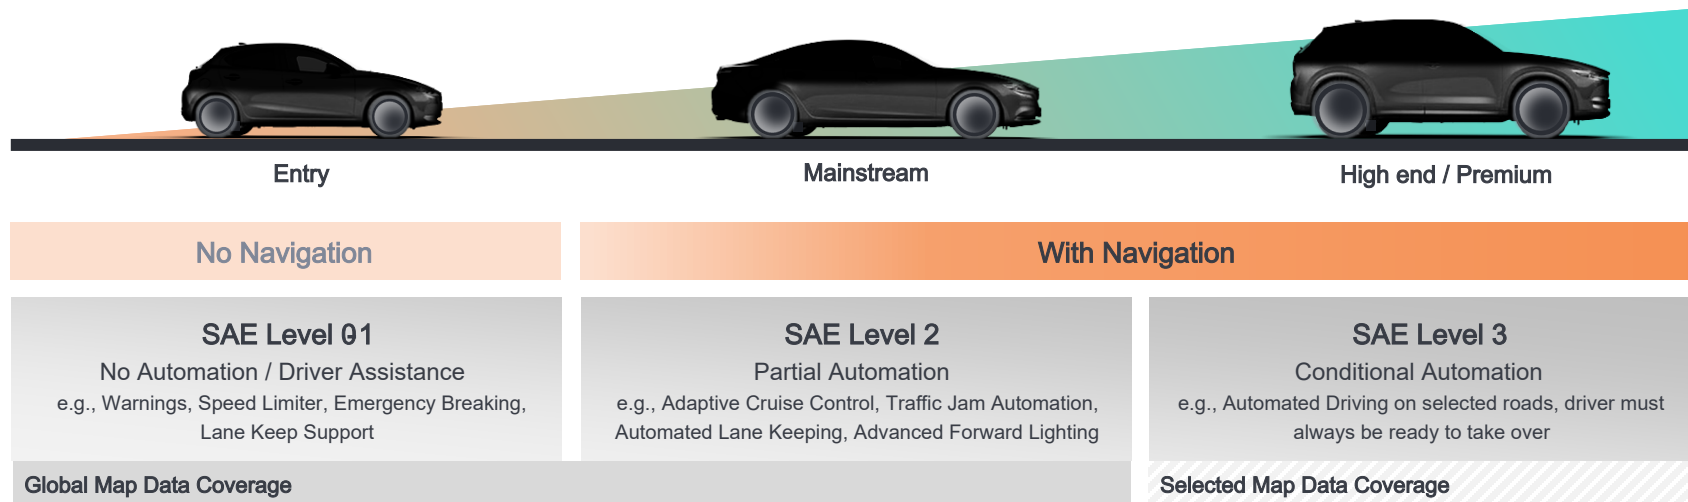 Entry
Mainstream
High end / Premium
No Navigation
With Navigation
SAE Level 0-1
No Automation / Driver Assistance
e.g., Warnings, Speed Limiter, Emergency Breaking,
Lane Keep Support
SAE Level 2
Partial Automation
e.g., Adaptive Cruise Control, Traffic Jam Automation,
Automated Lane Keeping, Advanced Forward Lighting
SAE Level 3
Conditional Automation
e.g., Automated Driving on selected roads, driver must
always be ready to take over
Global Map Data Coverage
Selected Map Data Coverage